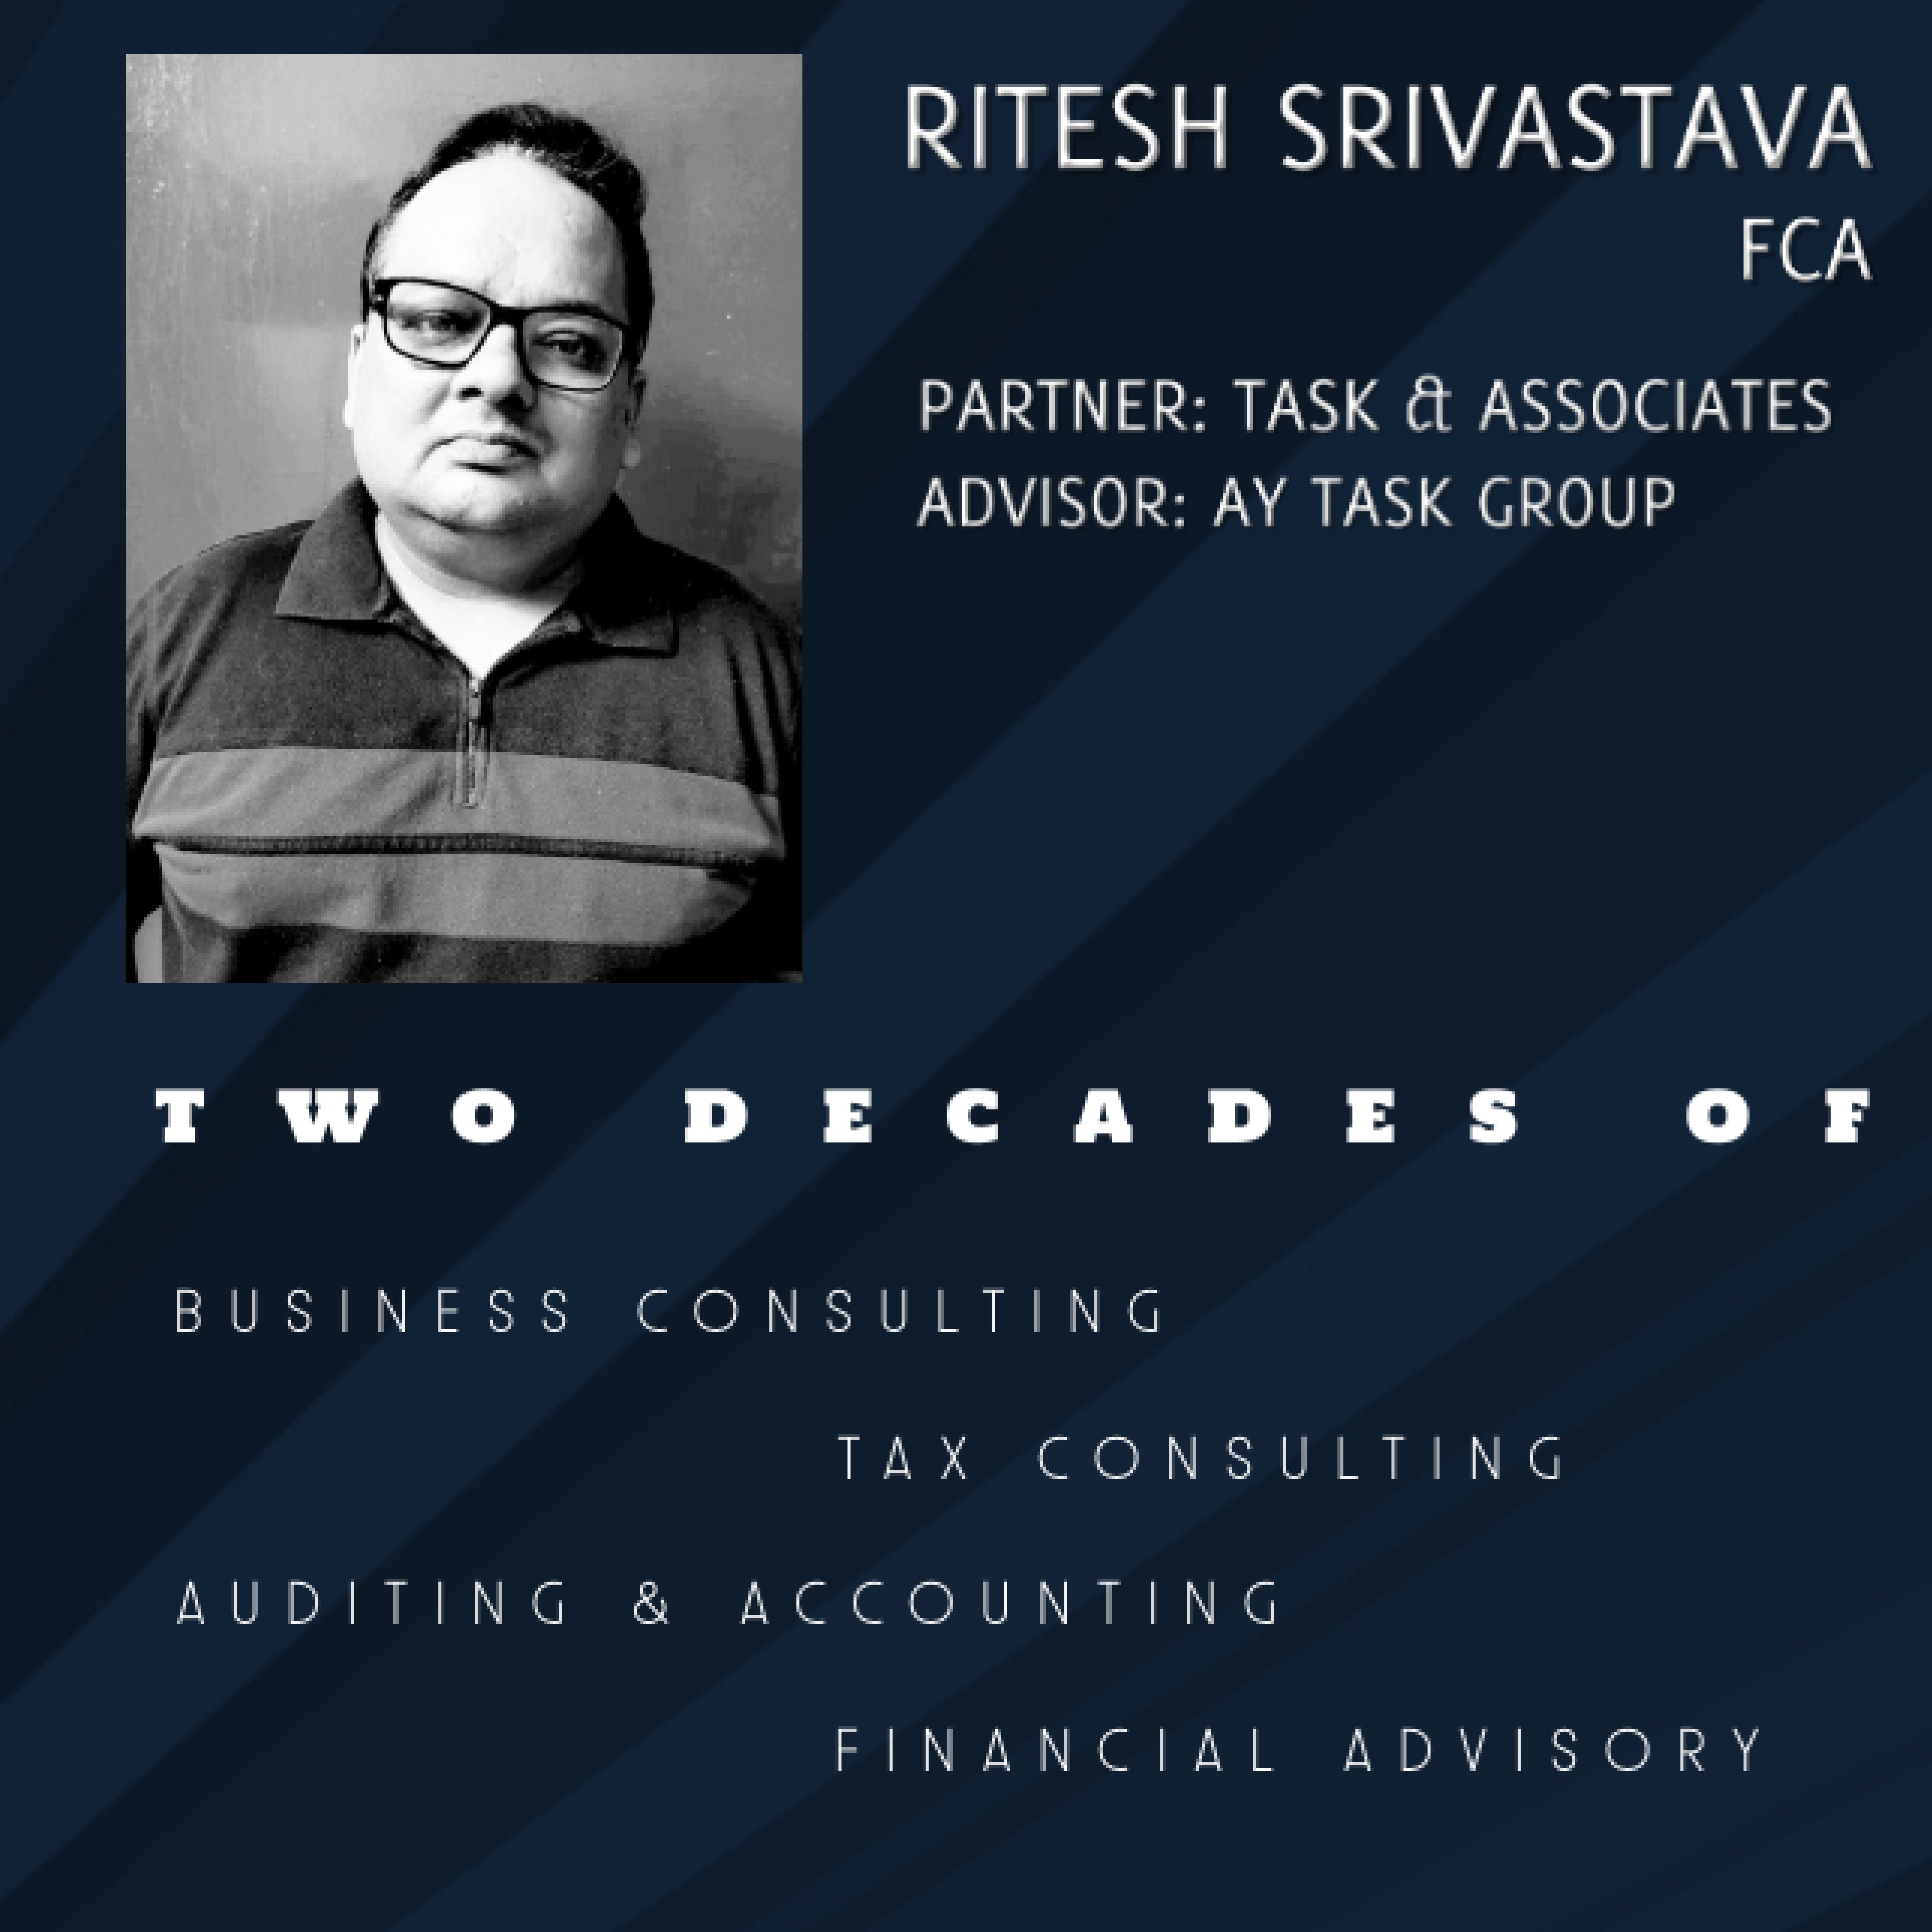 RITESH SRIVASTAVA
FCA
PARTNER: TASK & ASSOCIATES
ADVISOR: AY TASK GROUP
TWO DECADES OF
BUSINESS CONSULTING
TAX CONSULTING
AUDITING & ACCOUNTING
FINANCIAL ADVISORY